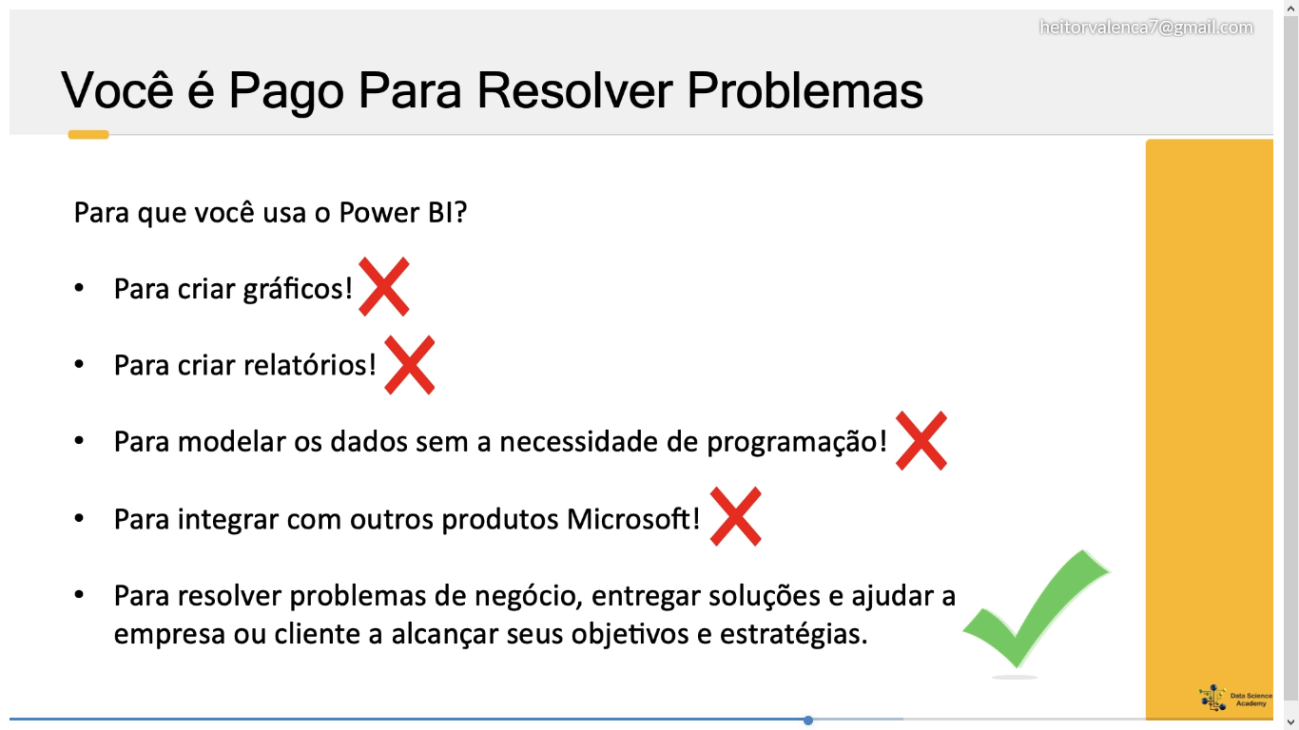 heitorvalenca7@gmail.com
Você é Pago Para Resolver Problemas
Para que você usa o Power BI?
• Para criar gráficos!
• Para criar relatórios!
• Para modelar os dados sem a necessidade de programação!
• Para integrar com outros produtos Microsoft!
• Para resolver problemas de negócio, entregar soluções e ajudar a
empresa ou cliente a alcançar seus objetivos e estratégias.
Data Science
Academy